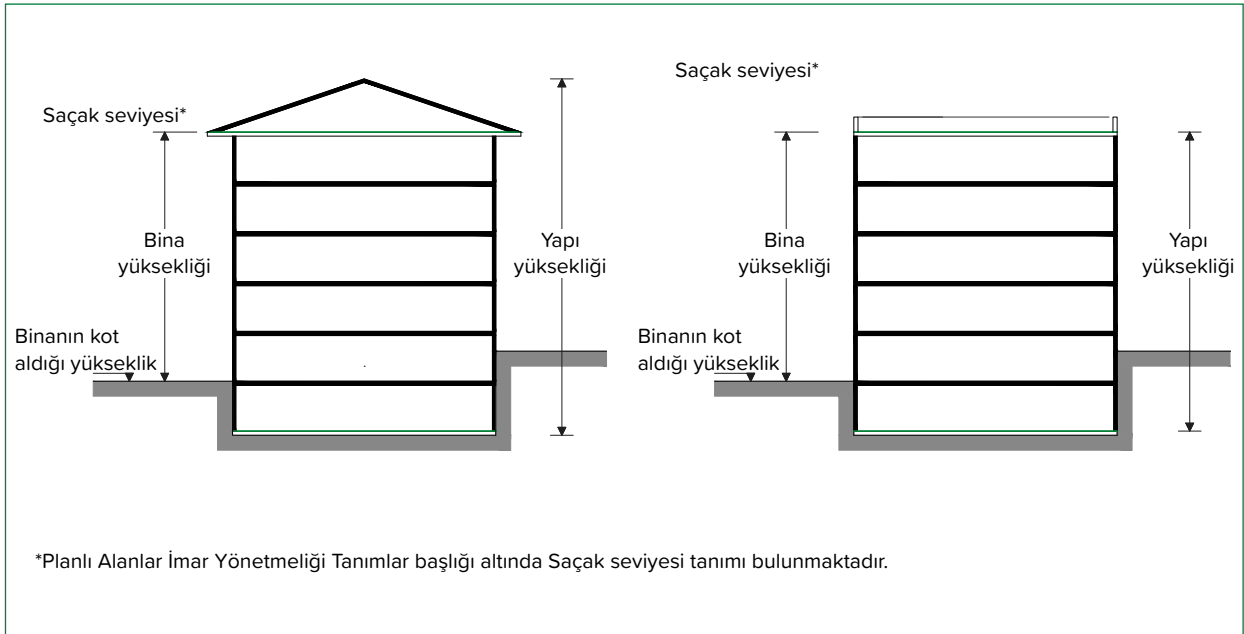 Saçak seviyesi*
Bina
yüksekliği
Yapı
yüksekliği
Binanın kot
aldığı yükseklik
Saçak seviyesi*
Bina
yüksekliği
Yapı
yüksekliği
Binanın kot
aldığı yükseklik
*Planlı Alanlar İmar Yönetmeliği Tanımlar başlığı altında Saçak seviyesi tanımı bulunmaktadır.